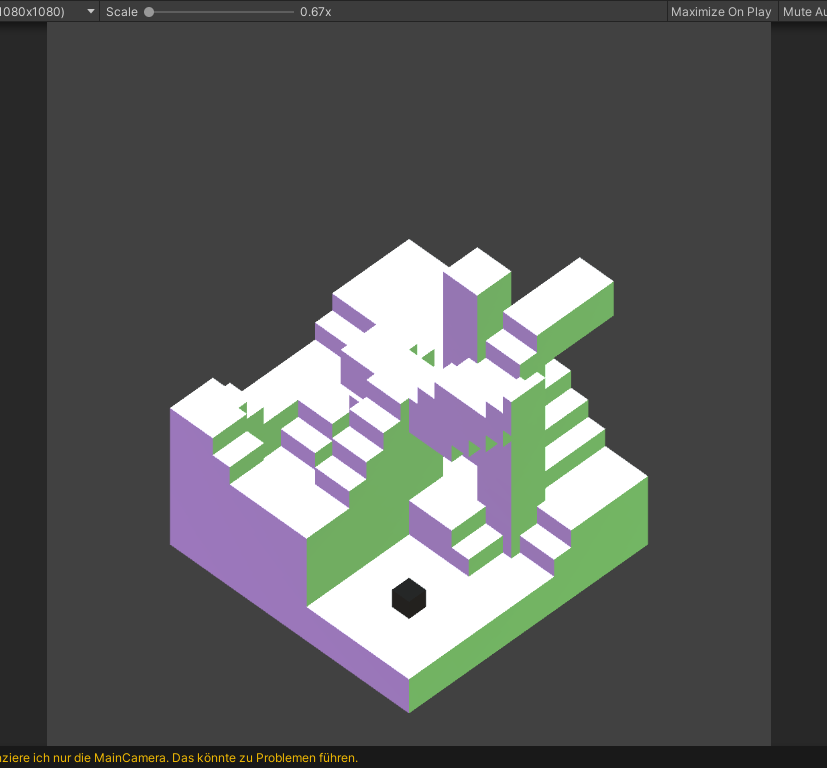 1080x1080) Scale 0.67x Maximize On Play Mute Au
ziere ich nur die MainCamera. Das könnte zu Problemen führen.